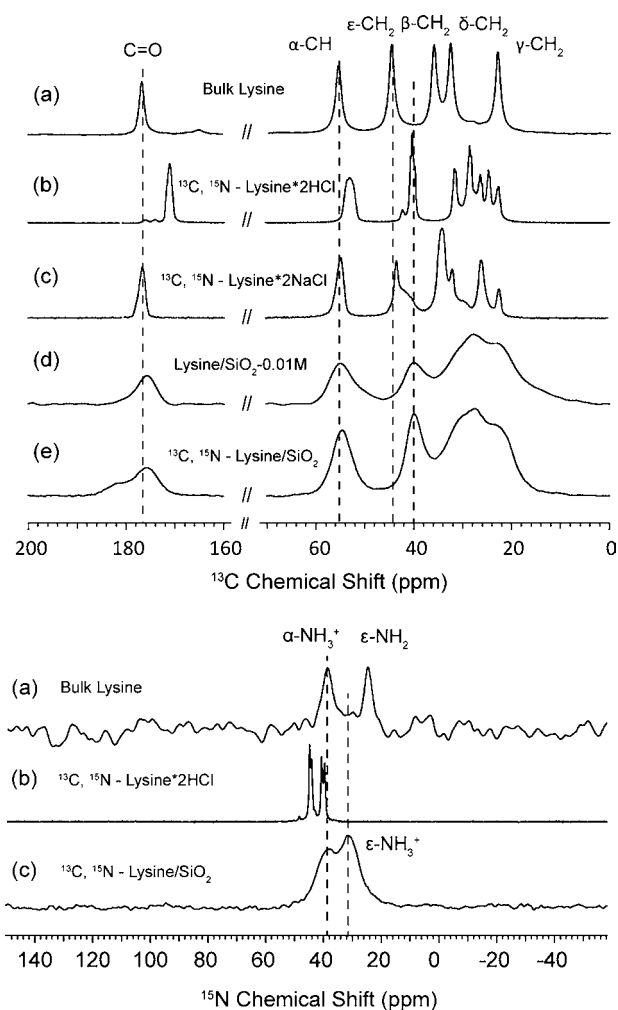 C=O α-CH ε-CH₂ β-CH₂ δ-CH₂ γ-CH₂
(a) Bulk Lysine
//
(b) ¹³C, ¹⁵N - Lysine*2HCl
//
(c) ¹³C, ¹⁵N - Lysine*2NaCl
//
(d) Lysine/SiO₂-0.01M
//
(e) ¹³C, ¹⁵N - Lysine/SiO₂
//
//
200 180 160 60 40 20 0
¹³C Chemical Shift (ppm)
α-NH₃⁺ ε-NH₂
(a) Bulk Lysine
(b) ¹³C, ¹⁵N - Lysine*2HCl
(c) ¹³C, ¹⁵N - Lysine/SiO₂ ε-NH₃⁺
140 120 100 80 60 40 20 0 -20 -40
¹⁵N Chemical Shift (ppm)